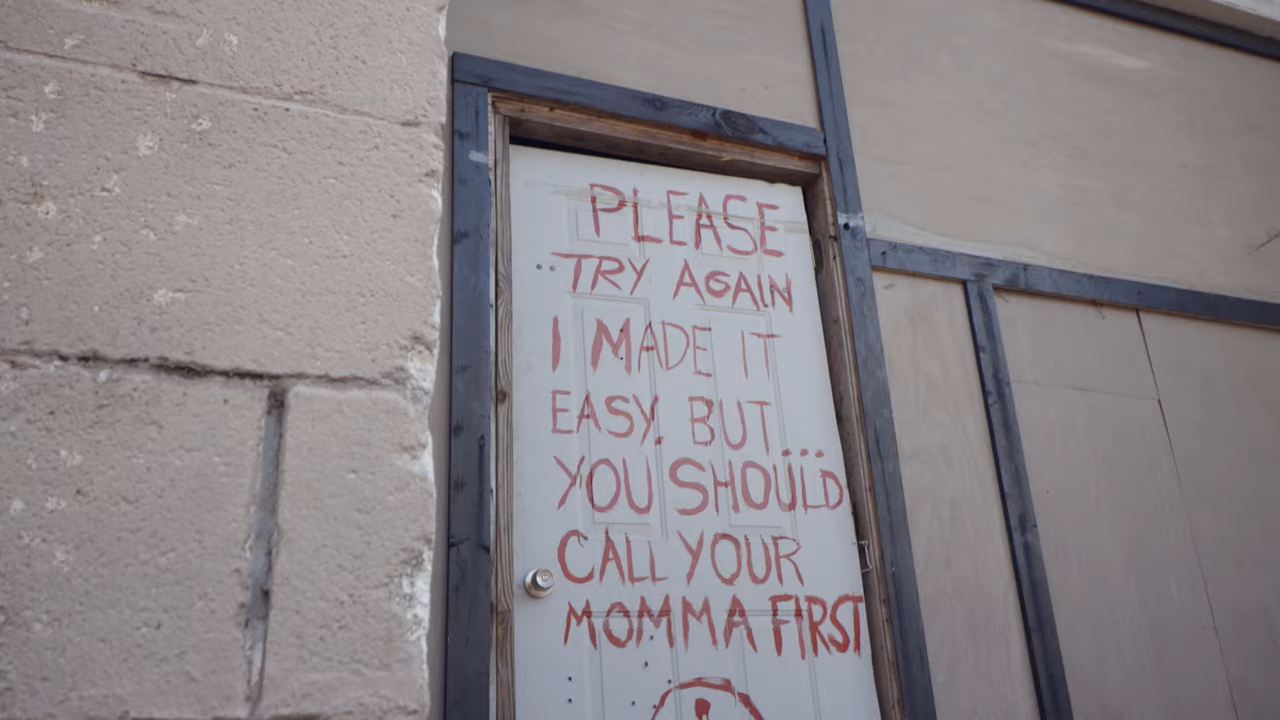 PLEASE
TRY AGAIN
I MADE IT
EASY. BUT
YOU SHOULD
CALL YOUR
MOMMA FIRST